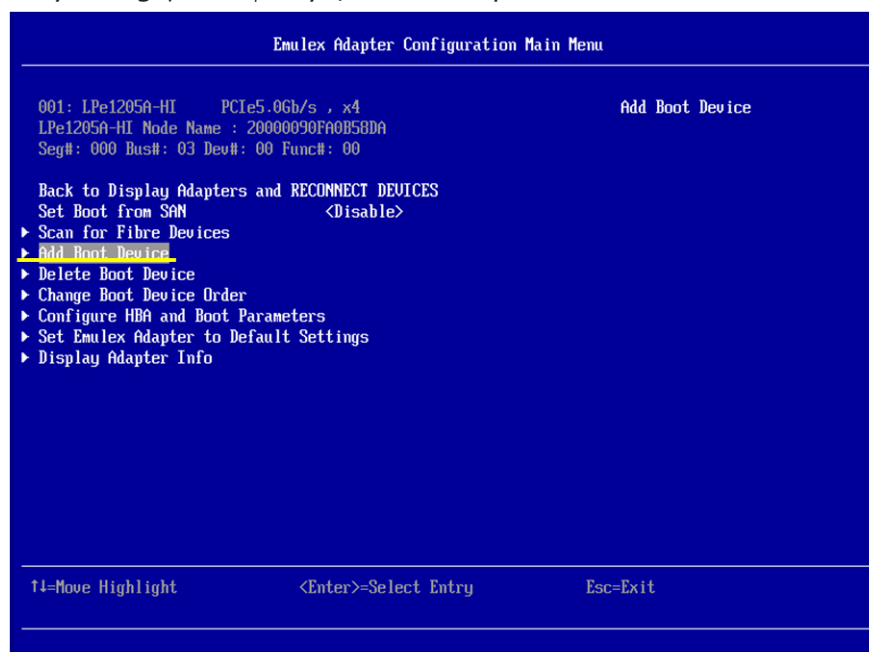 Emulex Adapter Configuration Main Menu
001: LPe1205A-HI PCIe5.0Gb/s , x4 Add Boot Device
LPe1205A-HI Node Name : 20000090FA0B58DA
Seg#: 000 Bus#: 03 Dev#: 00 Func#: 00
Back to Display Adapters and RECONNECT DEVICES
Set Boot from SAN <Disable>
▶ Scan for Fibre Devices
▶ Add Boot Device
▶ Delete Boot Device
▶ Change Boot Device Order
▶ Configure HBA and Boot Parameters
▶ Set Emulex Adapter to Default Settings
▶ Display Adapter Info
↑↓=Move Highlight <Enter>=Select Entry Esc=Exit